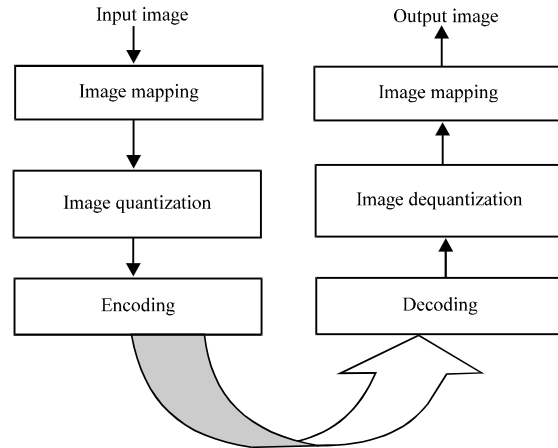 Input image
Image mapping
Image quantization
Encoding
Output image
Image mapping
Image dequantization
Decoding